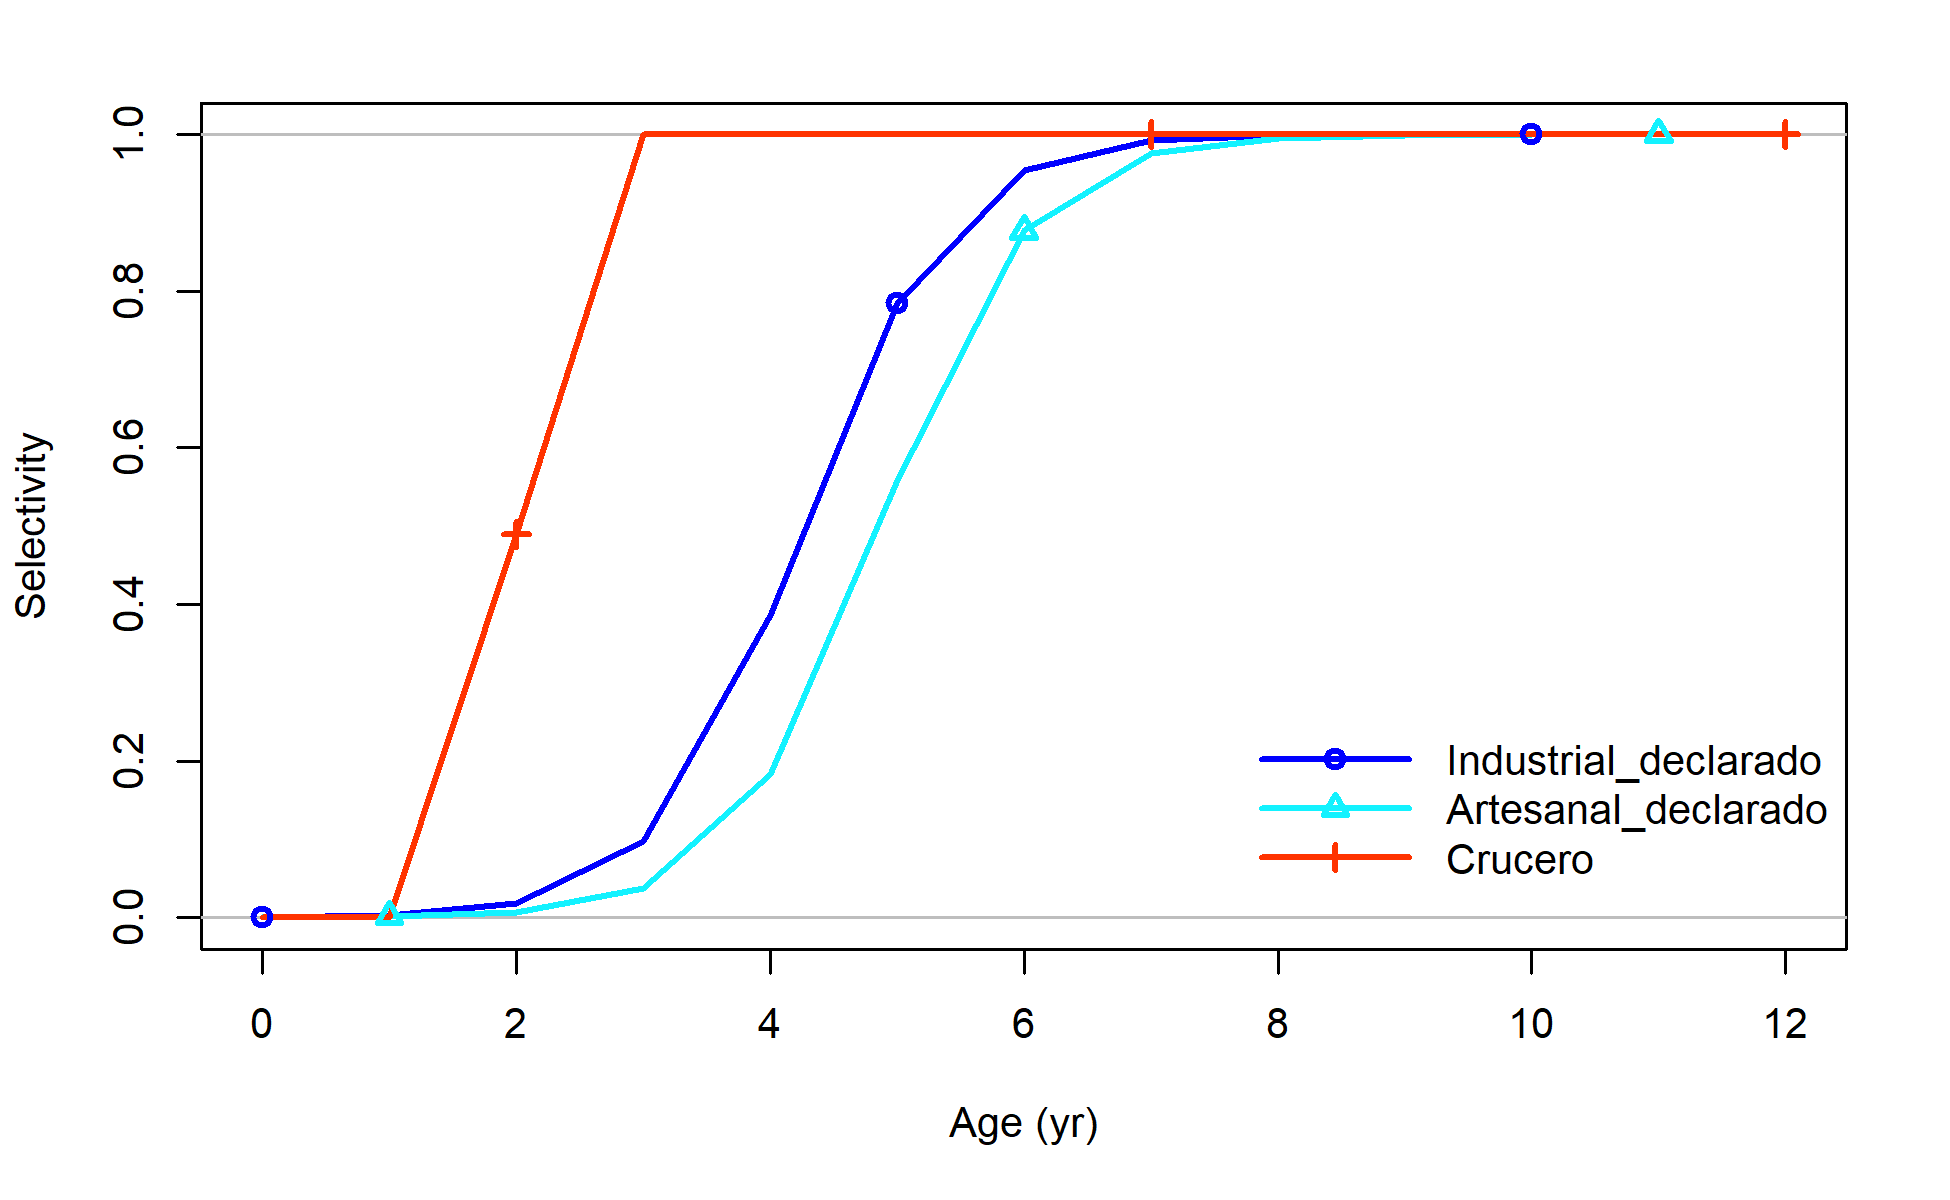 Selectivity
1.0
0.8
0.6
0.4
0.2
0.0
Industrial_declarado
Artesanal_declarado
Crucero
0 2 4 6 8 10 12
Age (yr)